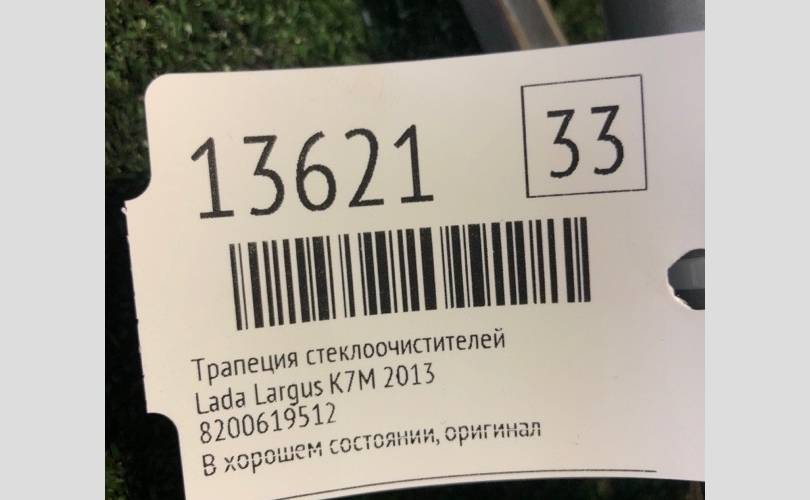 13621
33
Трапеция стеклоочистителей
Lada Largus K7M 2013
8200619512
В хорошем состоянии, оригинал